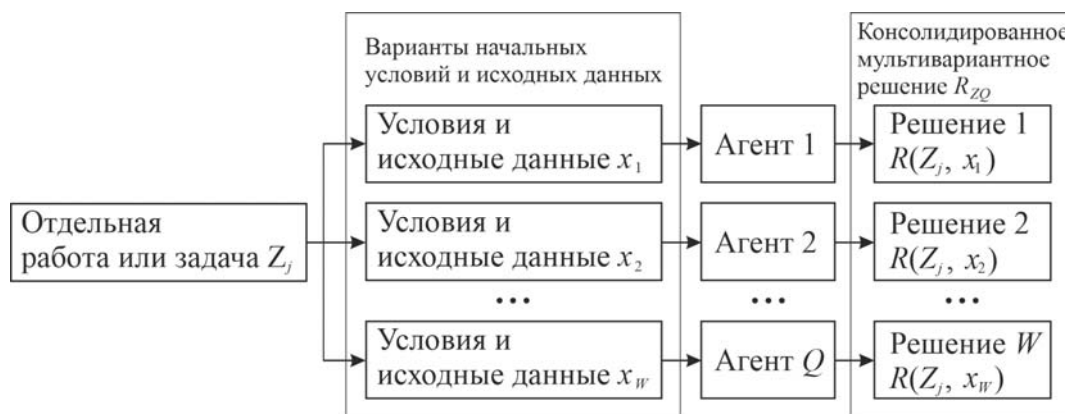 Варианты начальных
условий и исходных данных
Консолидированное
мультивариантное
решение R_{ZQ}
Отдельная
работа или задача Z_j
Условия и
исходные данные x_1
Агент 1
Решение 1
R(Z_j, x_1)
Условия и
исходные данные x_2
Агент 2
Решение 2
R(Z_j, x_2)
...
...
...
Условия и
исходные данные x_W
Агент Q
Решение W
R(Z_j, x_W)